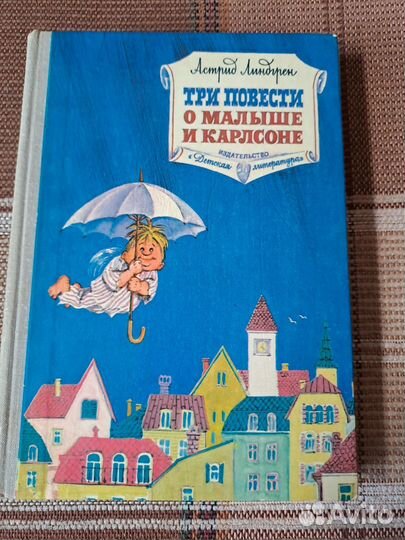 Астрид Линдгрен
ТРИ ПОВЕСТИ
О МАЛЫШЕ
И КАРЛСОНЕ
ИЗДАТЕЛЬСТВО
«Детская литература»
Avito